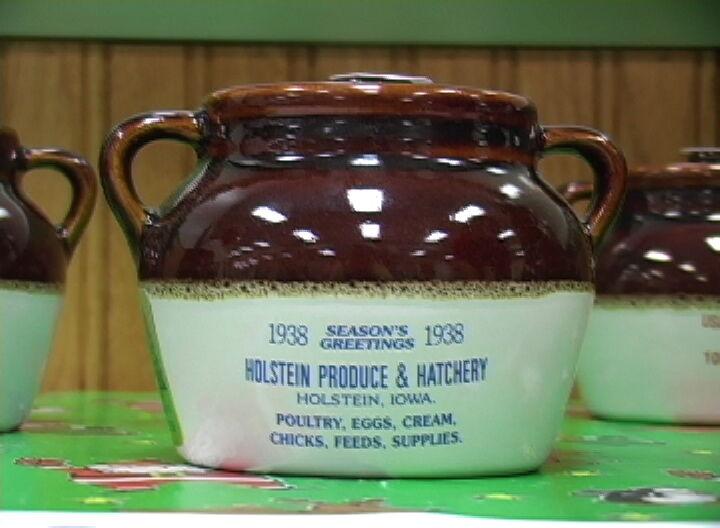 1938 SEASON'S GREETINGS 1938
HOLSTEIN PRODUCE & HATCHERY
HOLSTEIN, IOWA.
POULTRY, EGGS, CREAM,
CHICKS, FEEDS, SUPPLIES.